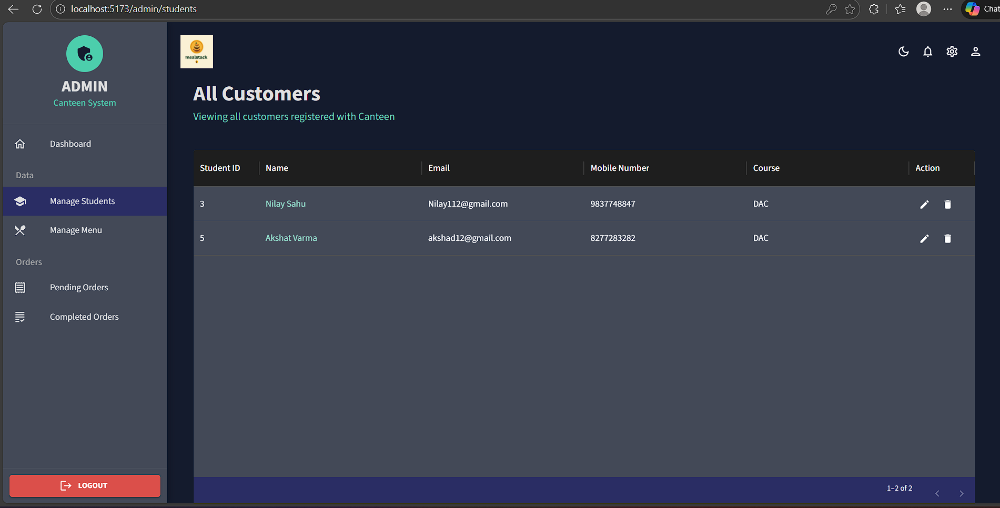 localhost:5173/admin/students
Chat
ADMIN
Canteen System
Dashboard
Data
Manage Students
Manage Menu
Orders
Pending Orders
Completed Orders
LOGOUT
mealstack
All Customers
Viewing all customers registered with Canteen
Student ID Name Email Mobile Number Course Action
3 Nilay Sahu Nilay112@gmail.com 9837748847 DAC
5 Akshat Varma akshad12@gmail.com 8277283282 DAC
1–2 of 2